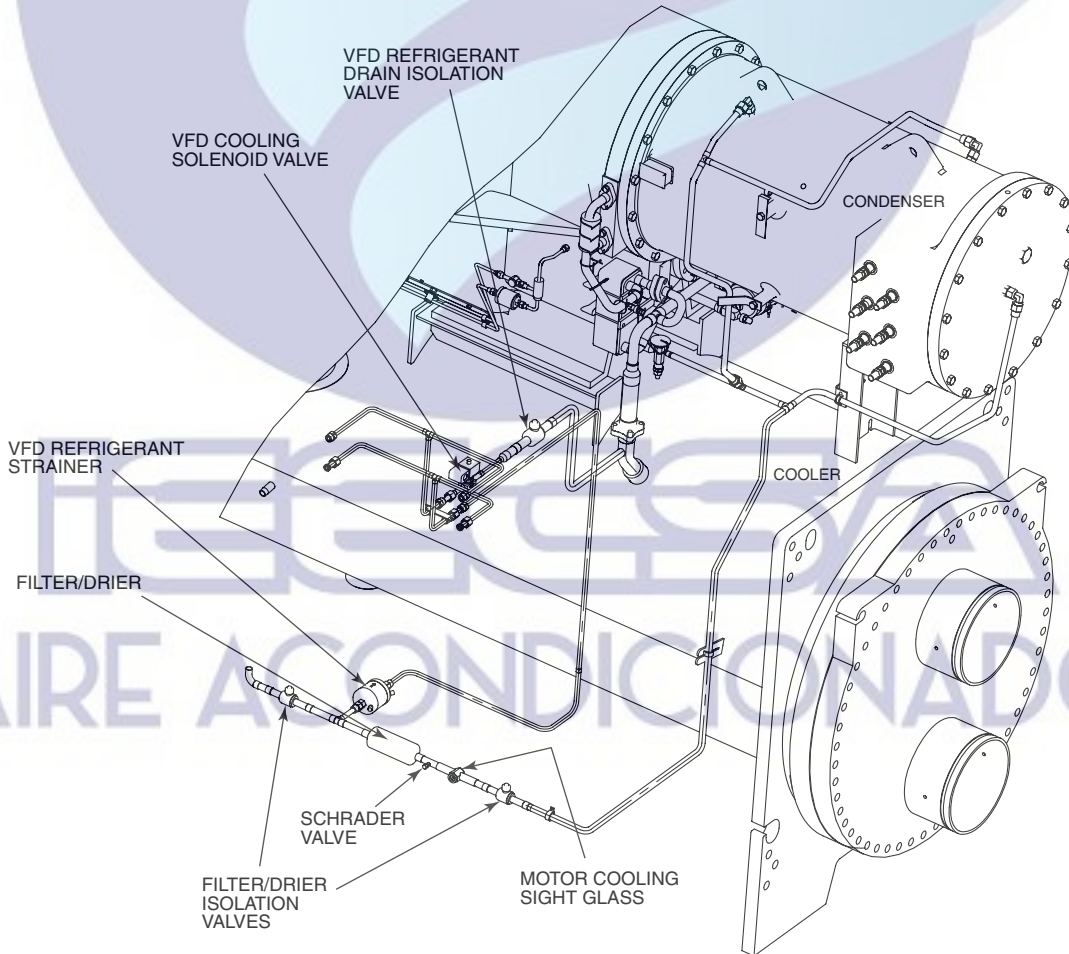 VFD REFRIGERANT
DRAIN ISOLATION
VALVE
VFD COOLING
SOLENOID VALVE
CONDENSER
VFD REFRIGERANT
STRAINER
COOLER
FILTER/DRIER
AIRE ACONDICIONADO
SCHRADER
VALVE
FILTER/DRIER
ISOLATION
VALVES
MOTOR COOLING
SIGHT GLASS